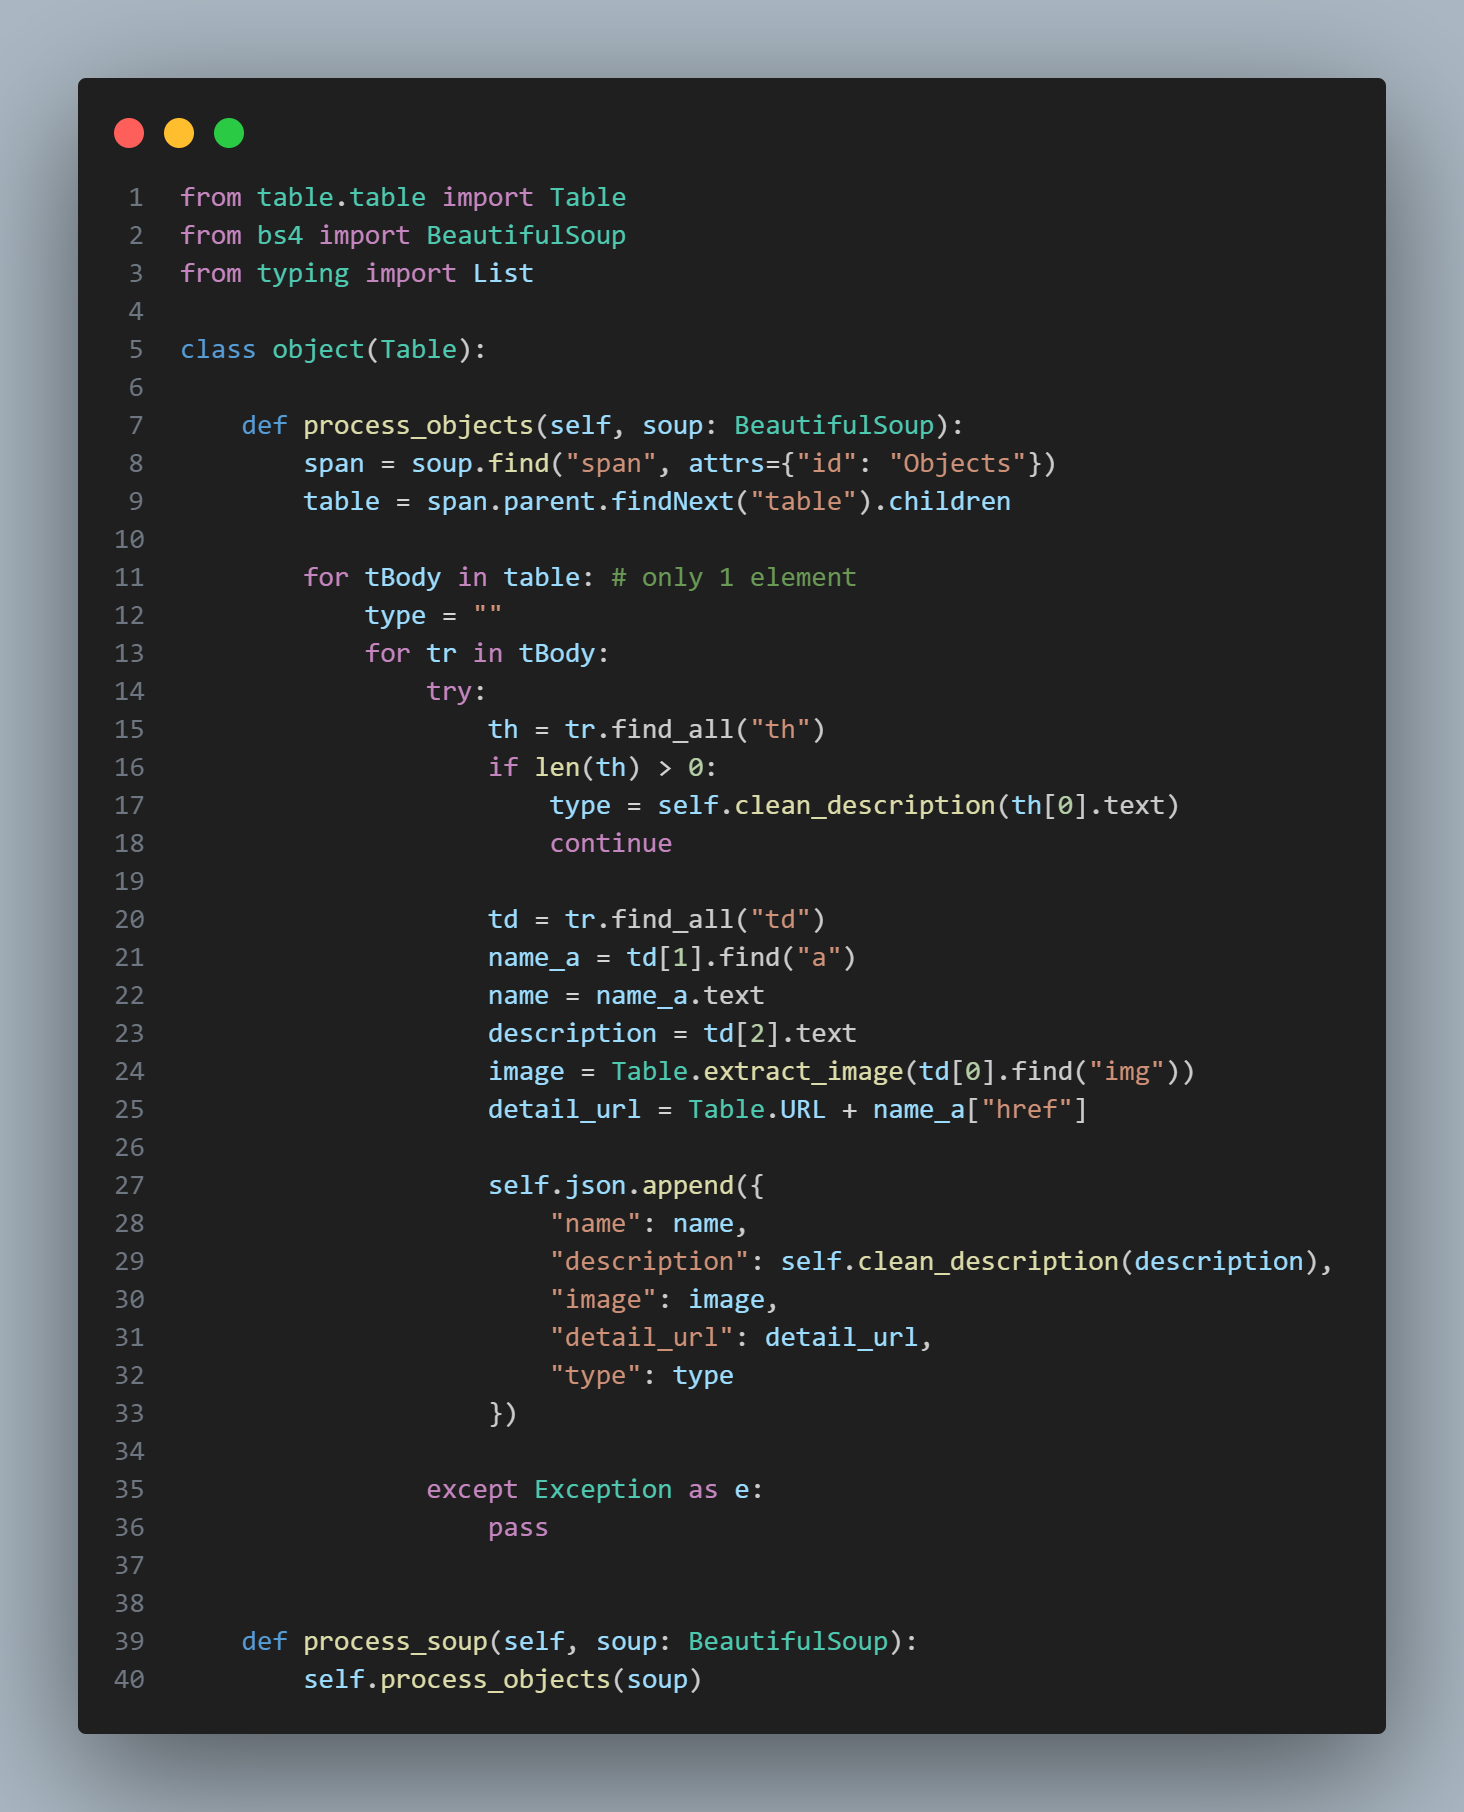 1 from table.table import Table
2 from bs4 import BeautifulSoup
3 from typing import List
4
5 class object(Table):
6
7     def process_objects(self, soup: BeautifulSoup):
8         span = soup.find("span", attrs={"id": "Objects"})
9         table = span.parent.findNext("table").children
10
11         for tBody in table: # only 1 element
12             type = ""
13             for tr in tBody:
14                 try:
15                     th = tr.find_all("th")
16                     if len(th) > 0:
17                         type = self.clean_description(th[0].text)
18                         continue
19
20                     td = tr.find_all("td")
21                     name_a = td[1].find("a")
22                     name = name_a.text
23                     description = td[2].text
24                     image = Table.extract_image(td[0].find("img"))
25                     detail_url = Table.URL + name_a["href"]
26
27                     self.json.append({
28                         "name": name,
29                         "description": self.clean_description(description),
30                         "image": image,
31                         "detail_url": detail_url,
32                         "type": type
33                     })
34
35                 except Exception as e:
36                     pass
37
38
39     def process_soup(self, soup: BeautifulSoup):
40         self.process_objects(soup)